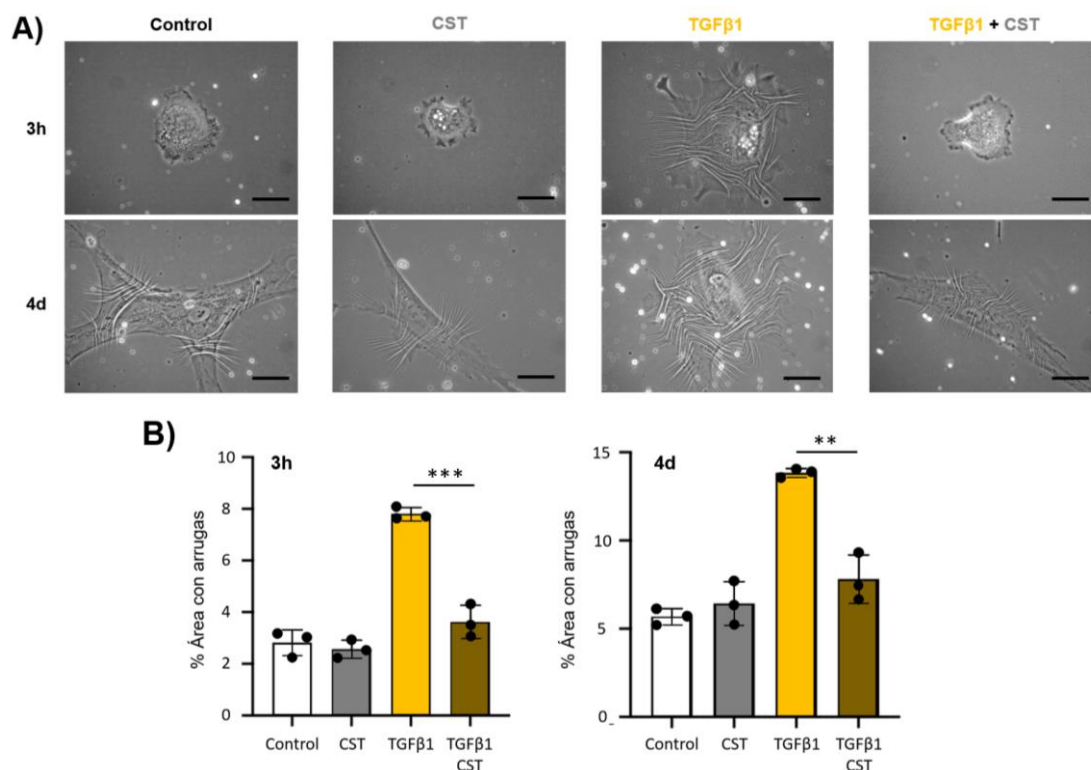 A)
Control
CST
TGFβ1
TGFβ1 + CST
3h
4d
B)
% Área con arrugas
10
8
6
4
2
0
3h
***
Control
CST
TGFβ1
TGFβ1
CST
% Área con arrugas
15
10
5
0
4d
**
Control
CST
TGFβ1
TGFβ1
CST